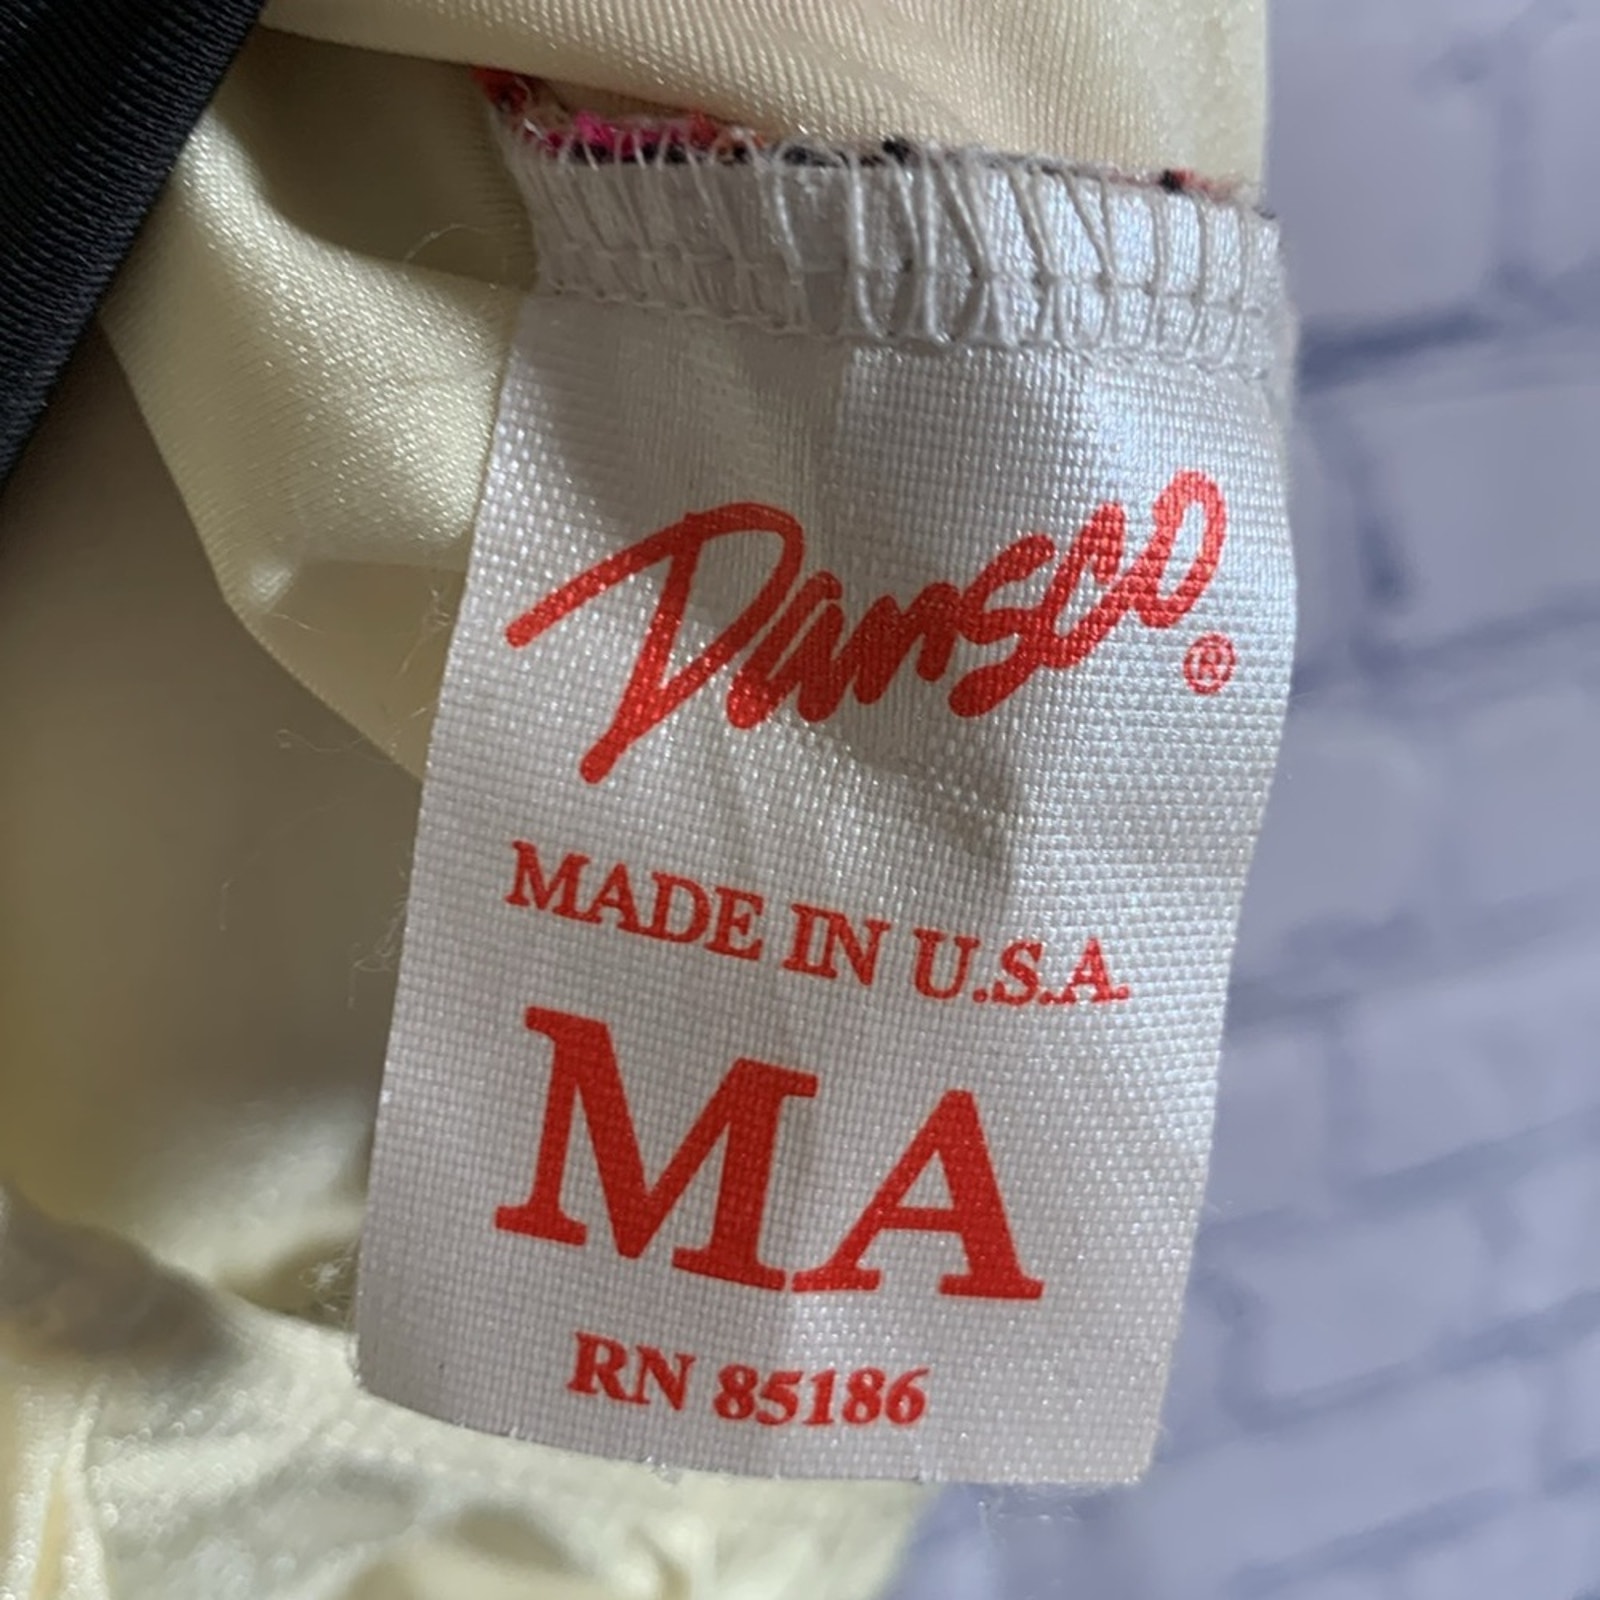 Dansco®
MADE IN U.S.A.
MA
RN 85186